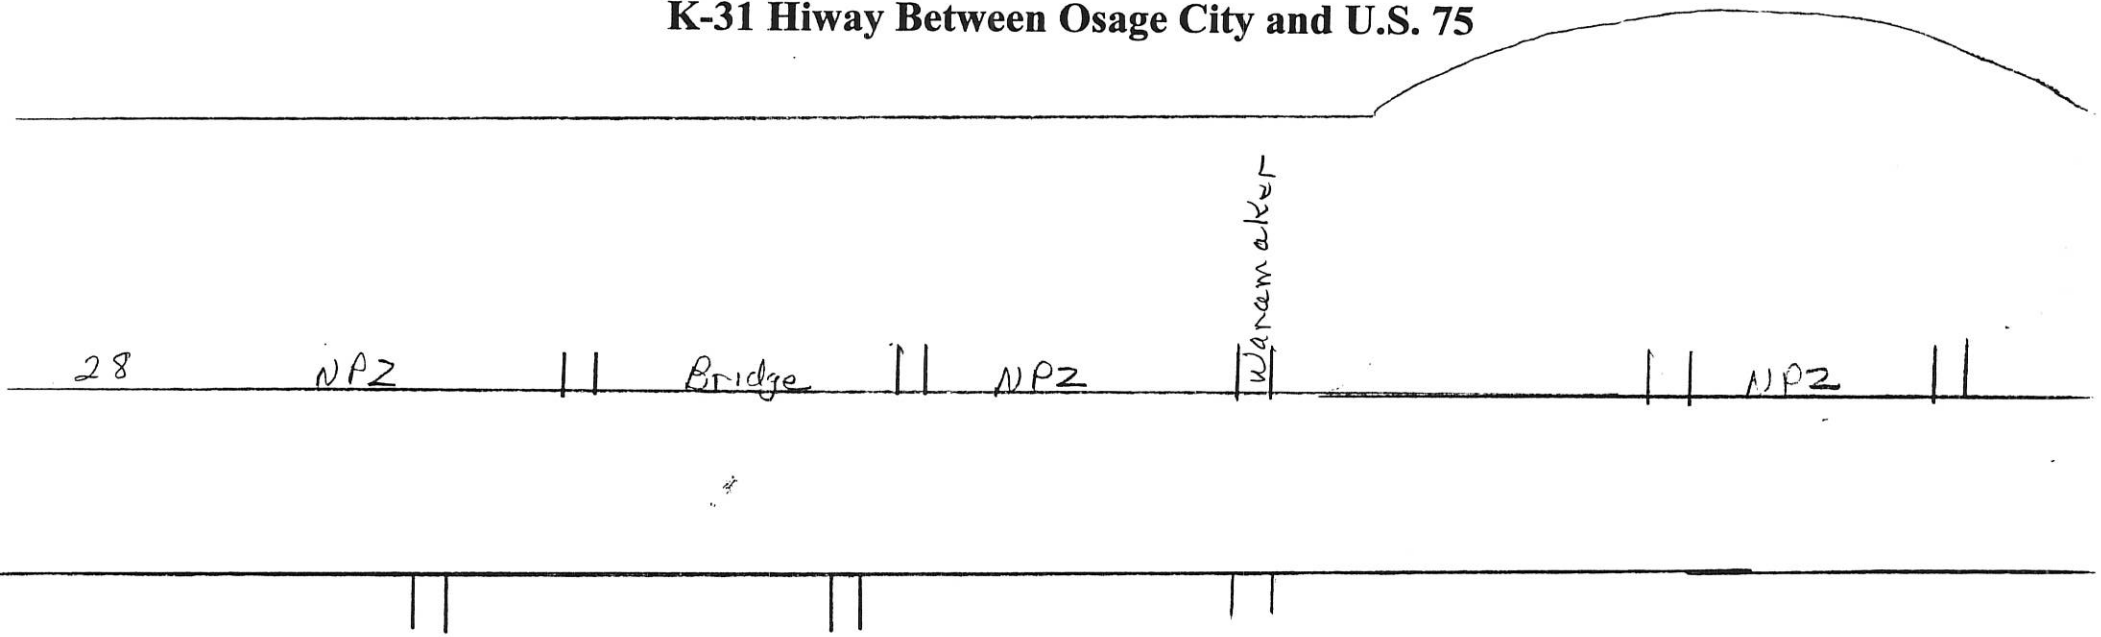 K-31 Hiway Between Osage City and U.S. 75
Wanamaker
28 NPZ Bridge NPZ NPZ